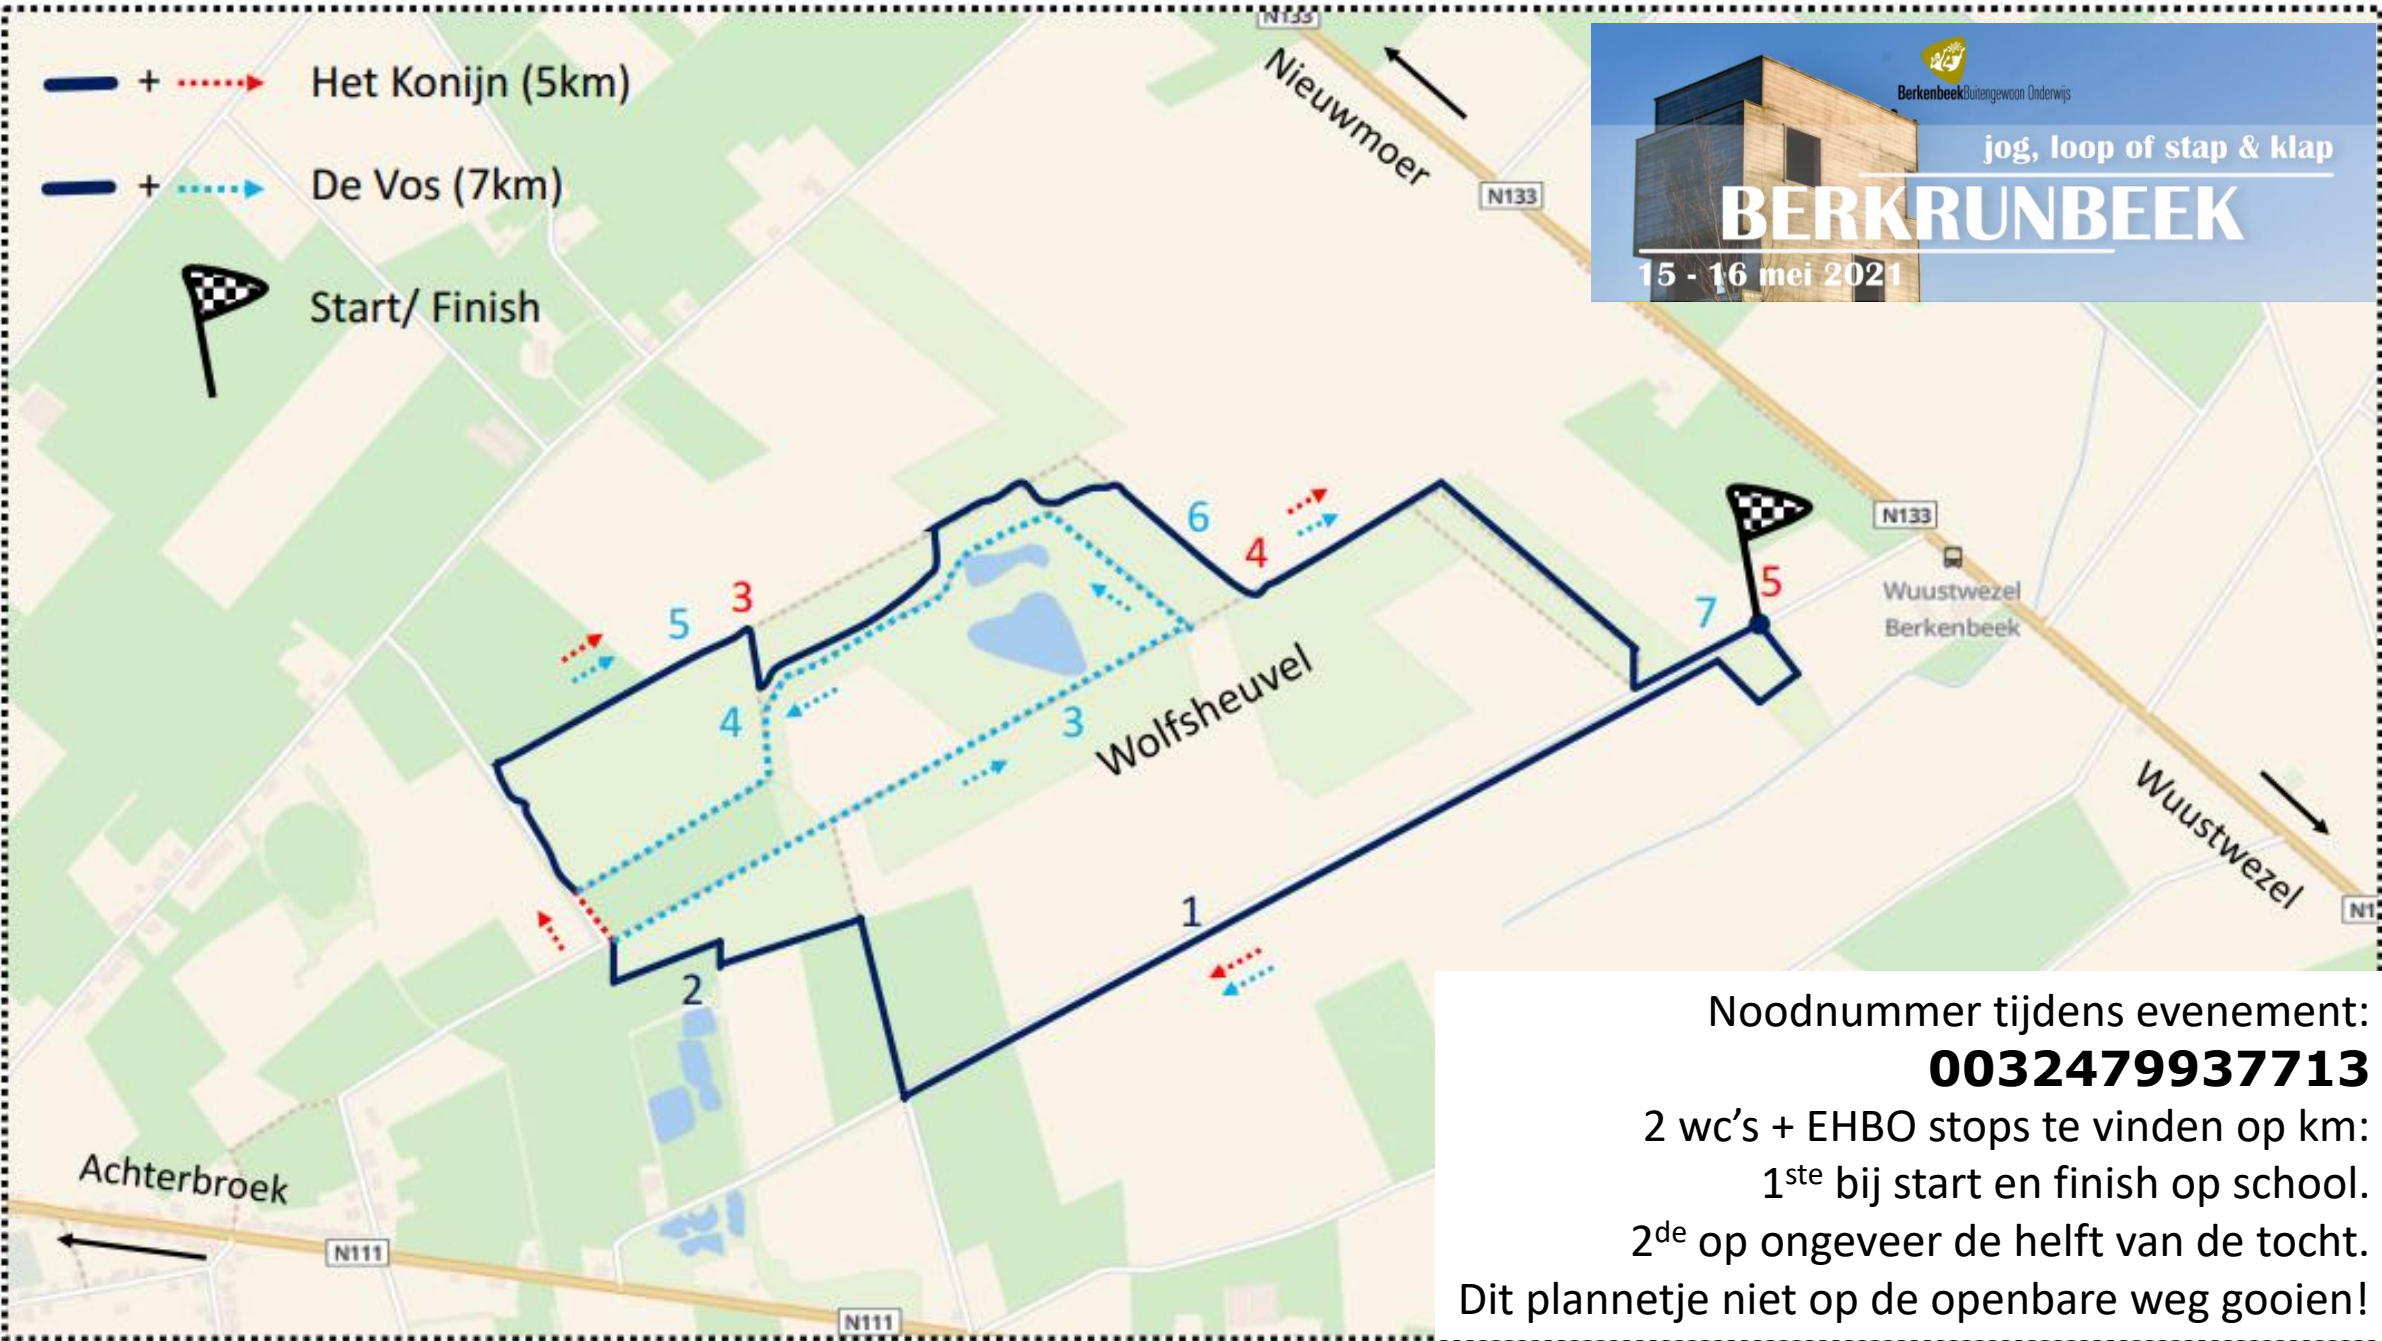 + Het Konijn (5km)
+ De Vos (7km)
Start/ Finish
N133
Nieuwmoer
N133
BerkenbeekBuitengewoon Onderwijs
jog, loop of stap & klap
BERKRUNBEEK
15 - 16 mei 2021
6
4
3
5
N133
Wuustwezel
Berkenbeek
5
7
4
3
Wolfsheuvel
Wuustwezel
N1
1
2
Achterbroek
N111
N111
Noodnummer tijdens evenement:
0032479937713
2 wc’s + EHBO stops te vinden op km:
1ste bij start en finish op school.
2de op ongeveer de helft van de tocht.
Dit plannetje niet op de openbare weg gooien!